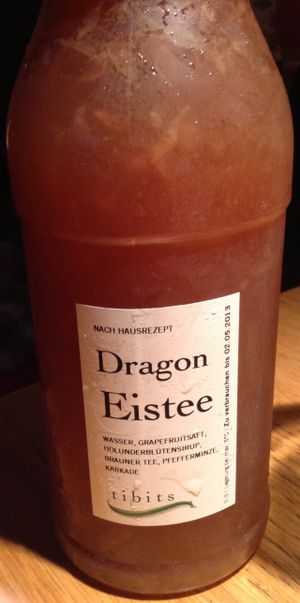 NACH HAUSREZEPT
Dragon
Eistee
WASSER, GRAPEFRUITSAFT,
HOLUNDERBLÜTENSIRUP,
BRAUNER TEE, PFEFFERMINZE,
KARKADE
tibits
Zu verbrauchen bis 02.05.2013